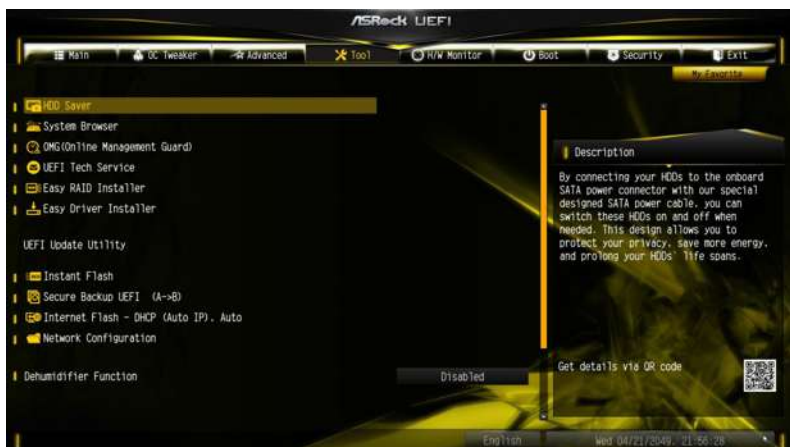 ASRock UEFI
Main OC Tweaker Advanced Tool H/W Monitor Boot Security Exit
My Favorite
HDD Saver
System Browser
OMG(Online Management Guard)
UEFI Tech Service
Easy RAID Installer
Easy Driver Installer
UEFI Update Utility
Instant Flash
Secure Backup UEFI (A->B)
Internet Flash - DHCP (Auto IP), Auto
Network Configuration
Dehumidifier Function Disabled
Description
By connecting your HDDs to the onboard
SATA power connector with our special
designed SATA power cable, you can
switch these HDDs on and off when
needed. This design allows you to
protect your privacy, save more energy,
and prolong your HDDs' life spans.
Get details via QR code
English Wed 04/21/2049, 21:56:28